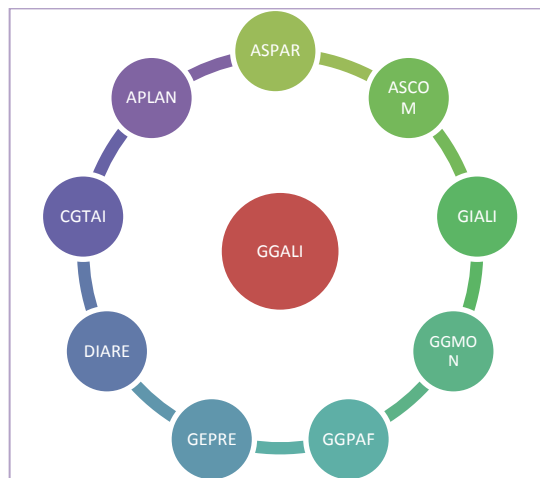 ASPAR
ASCO
M
GIALI
GGMO
N
GGPAF
GEPRE
DIARE
CGTAI
APLAN
GGALI